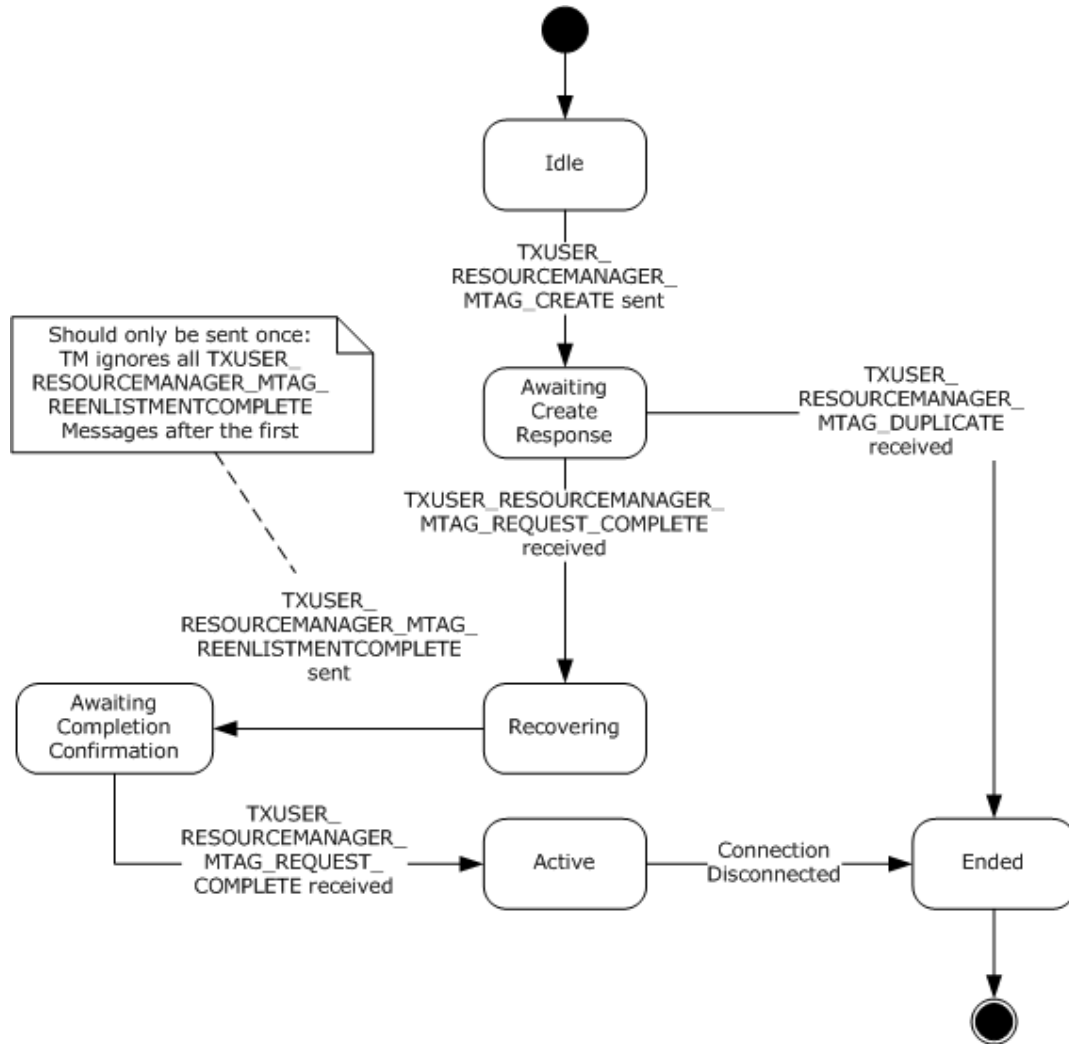 Idle
TXUSER_
RESOURCEMANAGER_
MTAG_CREATE sent
Should only be sent once:
TM ignores all TXUSER_
RESOURCEMANAGER_MTAG_
REENLISTMENTCOMPLETE
Messages after the first
Awaiting
Create
Response
TXUSER_
RESOURCEMANAGER_
MTAG_DUPLICATE
received
TXUSER_RESOURCEMANAGER_
MTAG_REQUEST_COMPLETE
received
TXUSER_
RESOURCEMANAGER_MTAG_
REENLISTMENTCOMPLETE
sent
Awaiting
Completion
Confirmation
Recovering
TXUSER_
RESOURCEMANAGER_
MTAG_REQUEST_
COMPLETE received
Active
Connection
Disconnected
Ended